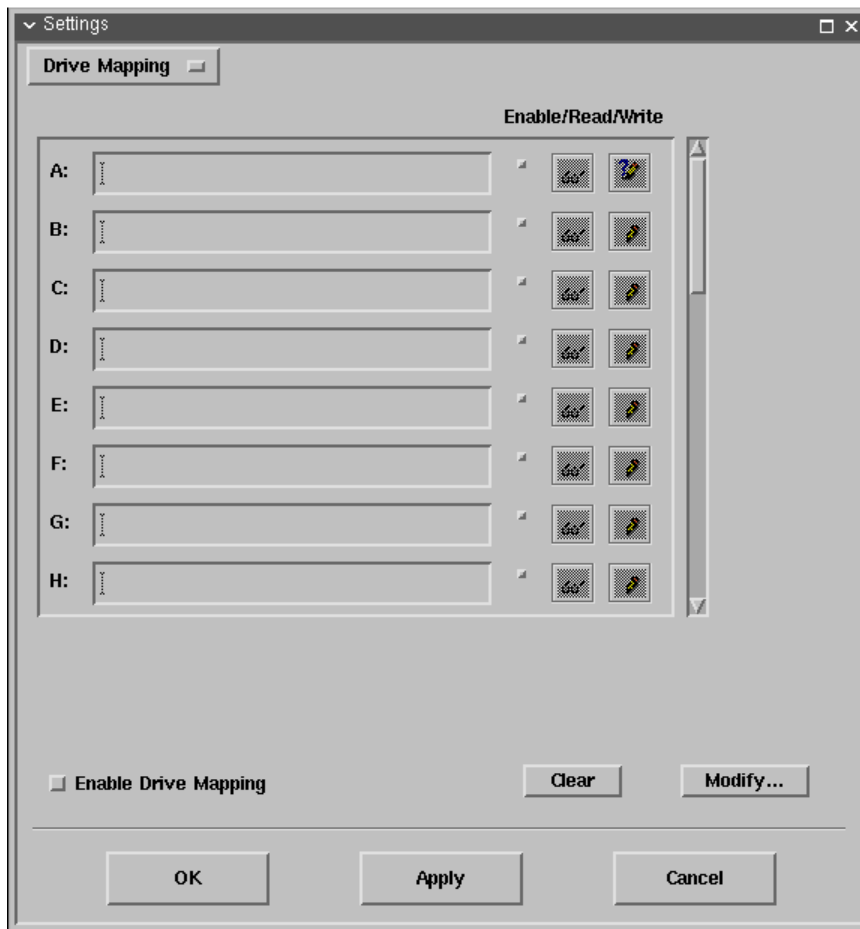 Settings
Drive Mapping
Enable/Read/Write
A:
B:
C:
D:
E:
F:
G:
H:
Enable Drive Mapping Clear Modify...
OK Apply Cancel